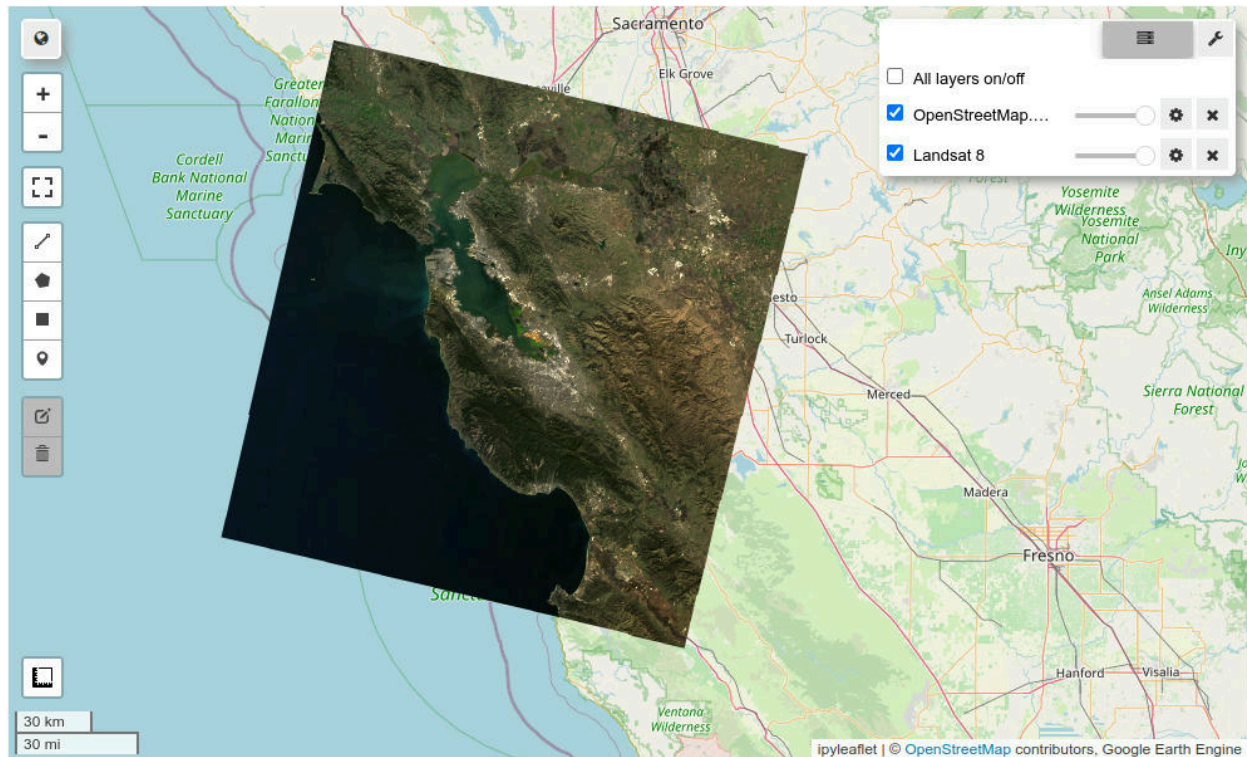 Sacramento
Elk Grove
Greater
Farallon
Nation
Marin
Cordell
Bank National
Marine
Sanctuary
+
-
All layers on/off
OpenStreetMap....
Landsat 8
Forest
Yosemite
Wilderness
Yosemite
National
Park
Iny
Ansel Adams
Wilderness
esto
Turlock
Merced
Sierra National
Forest
Madera
Fresno
Hanford
Visalia
Ventana
Wilderness
30 km
30 mi
ipyleaflet | © OpenStreetMap contributors, Google Earth Engine